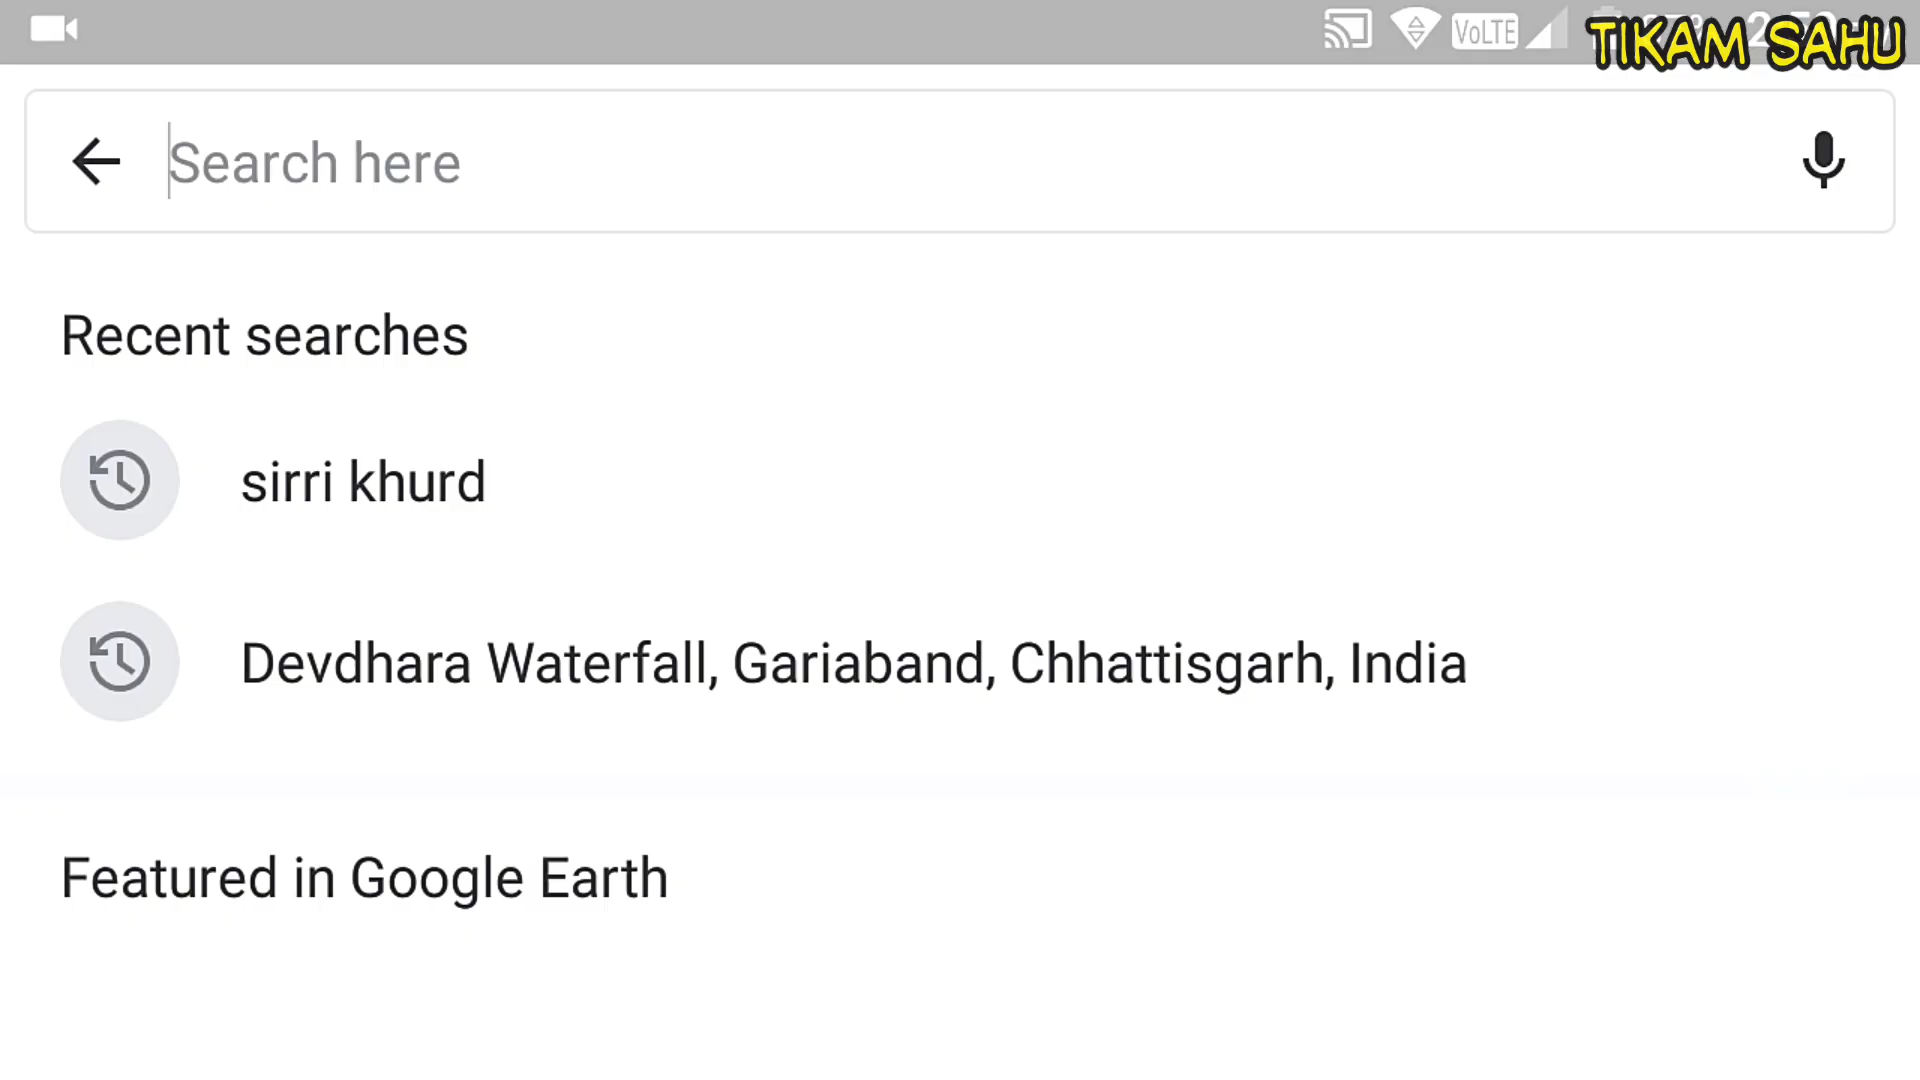 VoLTE
TIKAM SAHU
Search here
Recent searches
sirri khurd
Devdhara Waterfall, Gariaband, Chhattisgarh, India
Featured in Google Earth